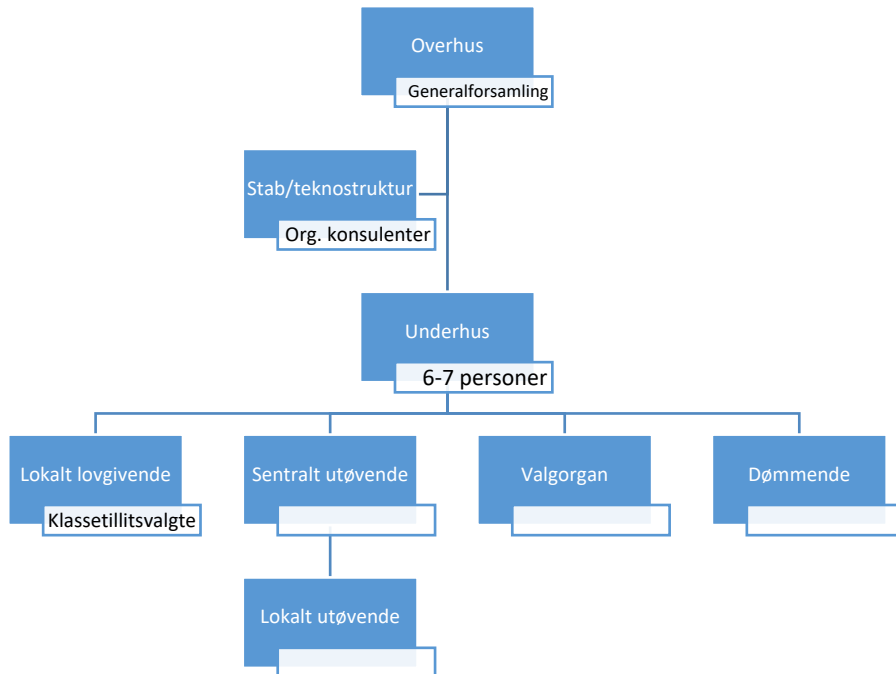 Overhus
Generalforsamling
Stab/teknostruktur
Org. konsulenter
Underhus
6-7 personer
Lokalt lovgivende
Klassetillitsvalgte
Sentralt utøvende
Valgorgan
Dømmende
Lokalt utøvende